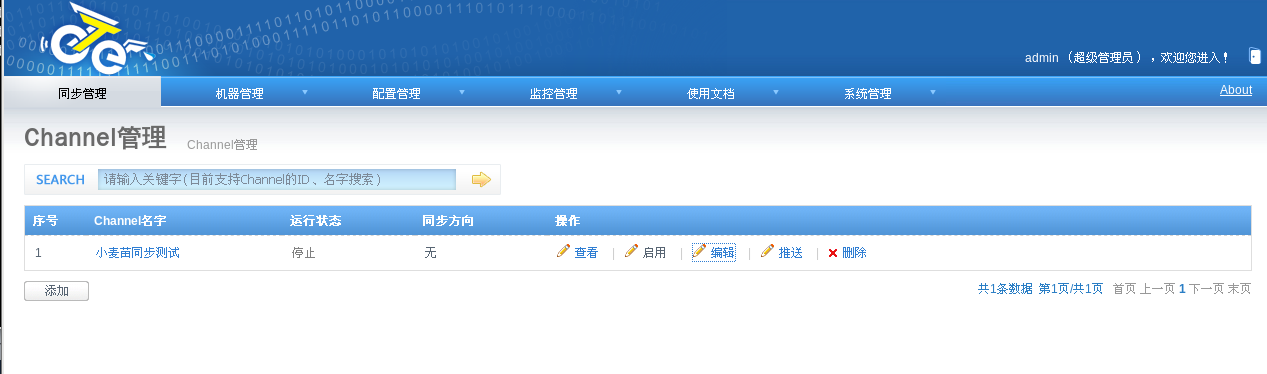 admin （超级管理员），欢迎您进入！
同步管理 机器管理 配置管理 监控管理 使用文档 系统管理 About
Channel管理 Channel管理
SEARCH 请输入关键字(目前支持Channel的ID、名字搜索)
序号 Channel名字 运行状态 同步方向 操作
1 小麦苗同步测试 停止 无 查看 | 启用 | 编辑 | 推送 | 删除
添加 共1条数据 第1页/共1页 首页 上一页 1 下一页 末页